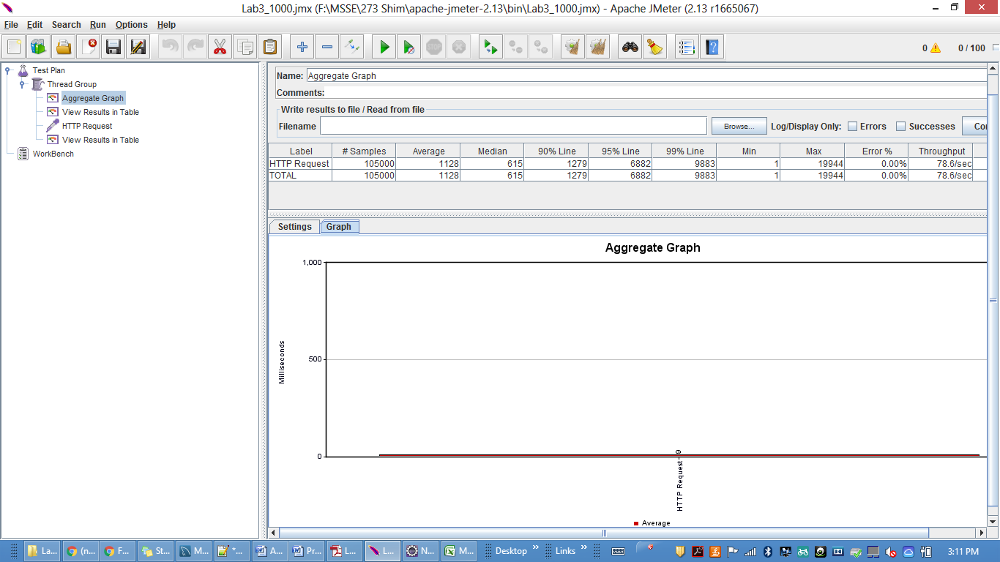 Lab3_1000.jmx (F:\MSSE\273 Shim\apache-jmeter-2.13\bin\Lab3_1000.jmx) - Apache JMeter (2.13 r1665067)
File Edit Search Run Options Help
0 0 / 100
Test Plan
Thread Group
Aggregate Graph
View Results in Table
HTTP Request
View Results in Table
WorkBench
Name: Aggregate Graph
Comments:
Write results to file / Read from file
Filename Browse... Log/Display Only: Errors Successes Co
Label # Samples Average Median 90% Line 95% Line 99% Line Min Max Error % Throughput
HTTP Request 105000 1128 615 1279 6882 9883 1 19944 0.00% 78.6/sec
TOTAL 105000 1128 615 1279 6882 9883 1 19944 0.00% 78.6/sec
Settings Graph
Aggregate Graph
1,000
500
0
Milliseconds
HTTP Request 9
Average
La... (n... F... St... M... *... A... Pr... L... L... N... M... Desktop » Links » 3:11 PM